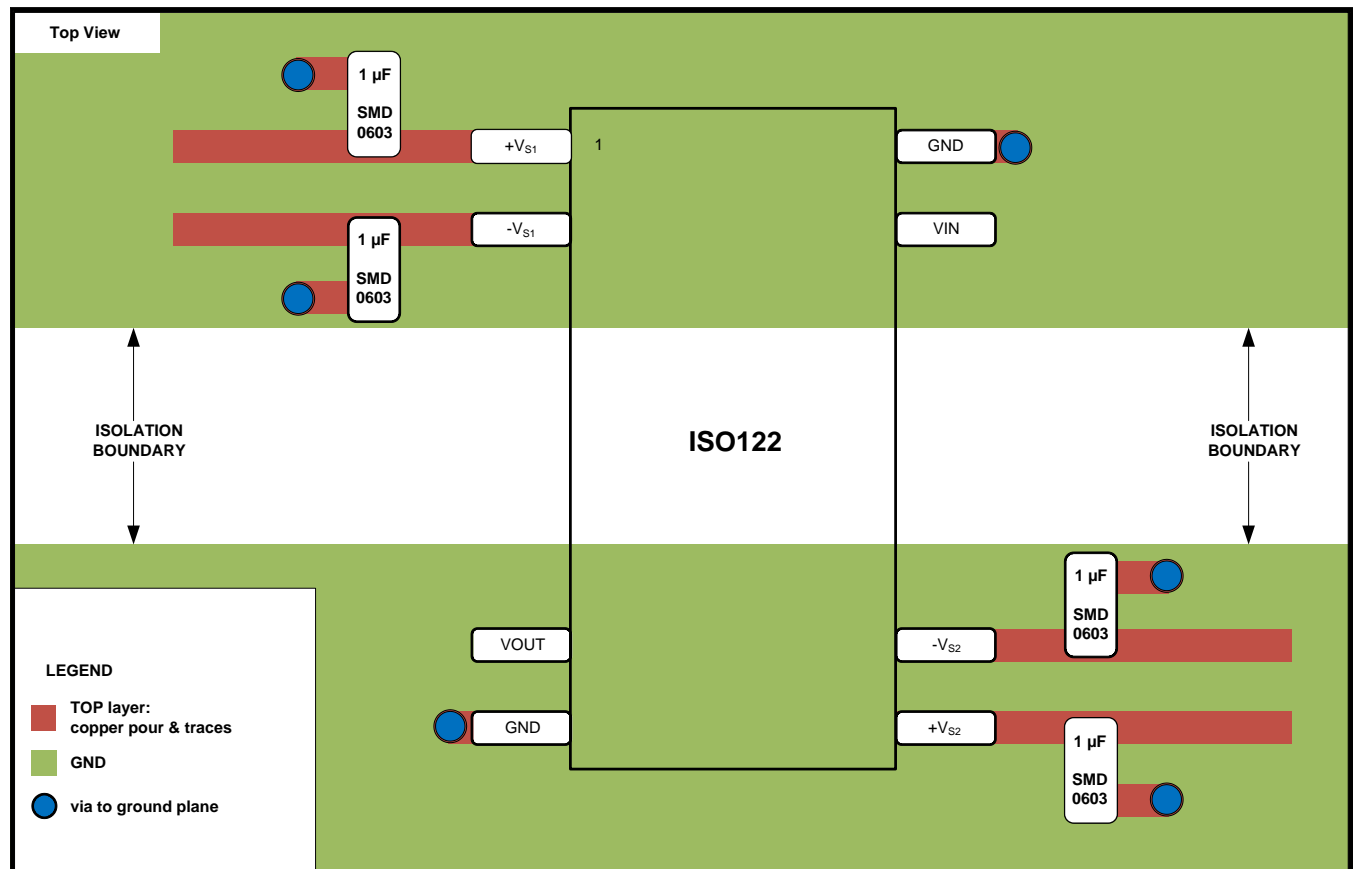 Top View
1 µF
SMD
0603
+VS1
1
GND
-VS1
VIN
1 µF
SMD
0603
ISOLATION
BOUNDARY
ISO122
ISOLATION
BOUNDARY
1 µF
SMD
0603
VOUT
-VS2
GND
+VS2
1 µF
SMD
0603
LEGEND
TOP layer:
copper pour & traces
GND
via to ground plane